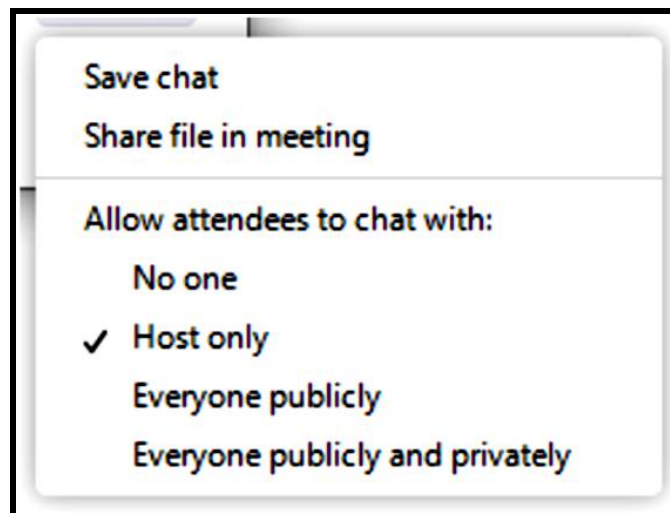 Save chat
Share file in meeting
Allow attendees to chat with:
No one
Host only
Everyone publicly
Everyone publicly and privately